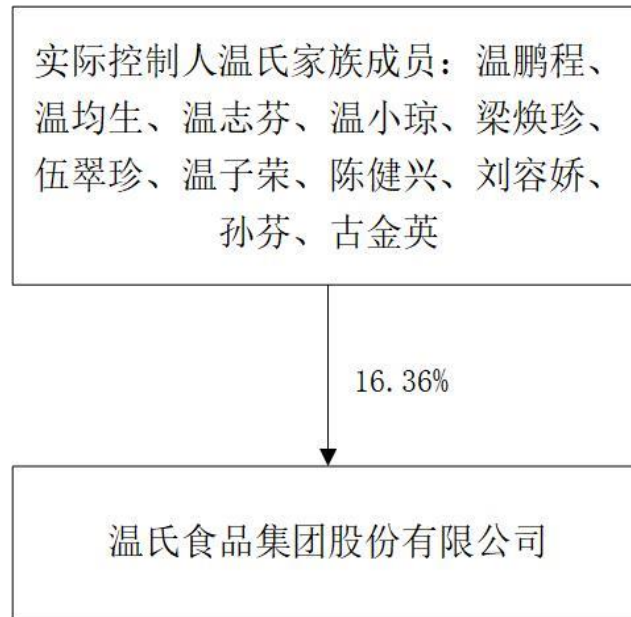 实际控制人温氏家族成员：温鹏程、
温均生、温志芬、温小琼、梁焕珍、
伍翠珍、温子荣、陈健兴、刘容娇、
孙芬、古金英
16.36%
温氏食品集团股份有限公司